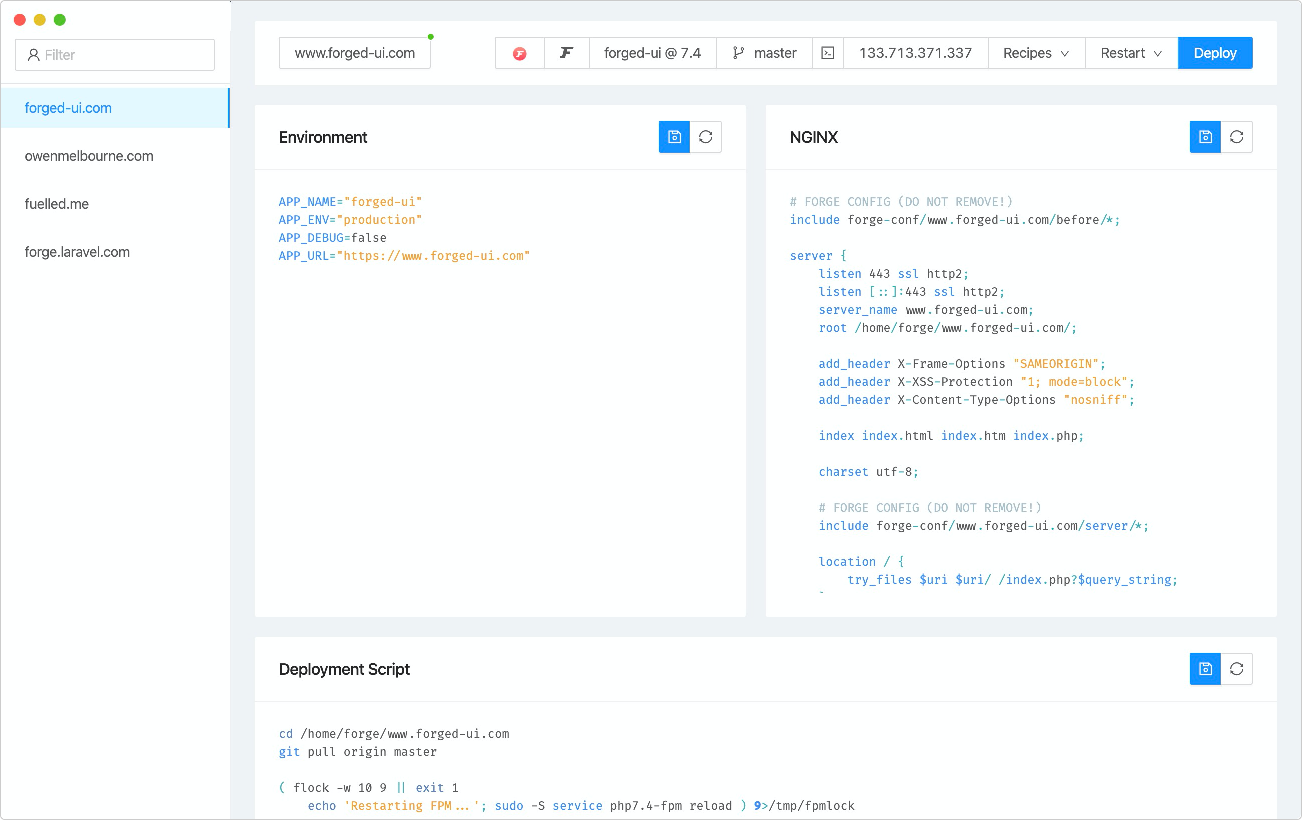 Filter
forged-ui.com
owenmelbourne.com
fuelled.me
forge.laravel.com
www.forged-ui.com
forged-ui @ 7.4
master
133.713.371.337
Recipes
Restart
Deploy
Environment
APP_NAME="forged-ui"
APP_ENV="production"
APP_DEBUG=false
APP_URL="https://www.forged-ui.com"
NGINX
# FORGE CONFIG (DO NOT REMOVE!)
include forge-conf/www.forged-ui.com/before/*;
server {
listen 443 ssl http2;
listen [::]:443 ssl http2;
server_name www.forged-ui.com;
root /home/forge/www.forged-ui.com/;
add_header X-Frame-Options "SAMEORIGIN";
add_header X-XSS-Protection "1; mode=block";
add_header X-Content-Type-Options "nosniff";
index index.html index.htm index.php;
charset utf-8;
# FORGE CONFIG (DO NOT REMOVE!)
include forge-conf/www.forged-ui.com/server/*;
location / {
try_files $uri $uri/ /index.php?$query_string;
Deployment Script
cd /home/forge/www.forged-ui.com
git pull origin master
( flock -w 10 9 || exit 1
echo 'Restarting FPM...'; sudo -S service php7.4-fpm reload ) 9>/tmp/fpmlock